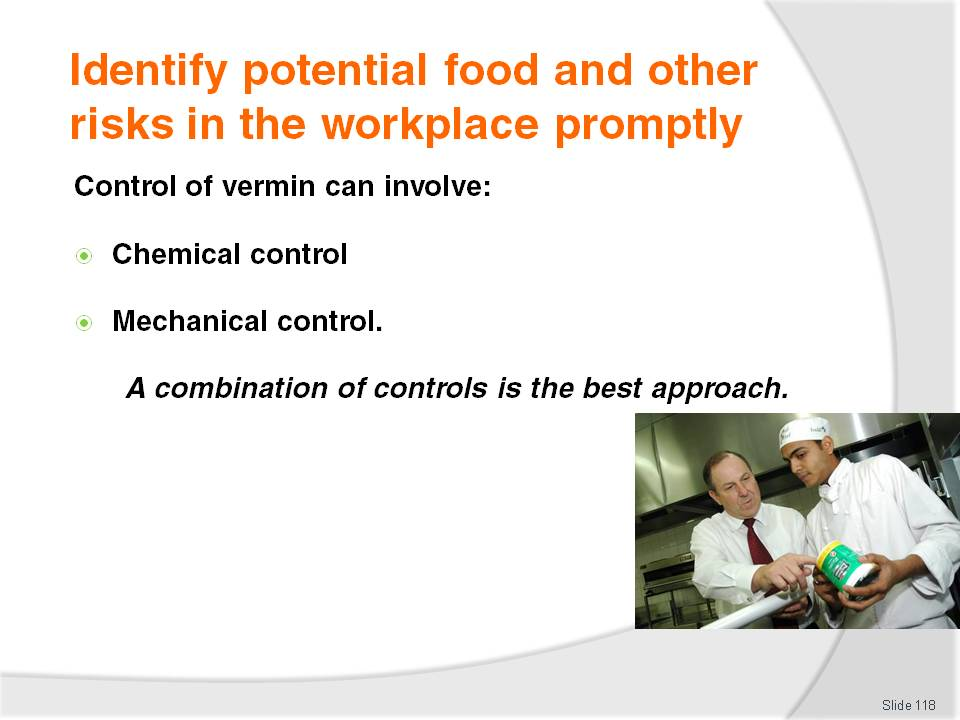 Identify potential food and other
risks in the workplace promptly
Control of vermin can involve:
Chemical control
Mechanical control.
A combination of controls is the best approach.
Slide 118